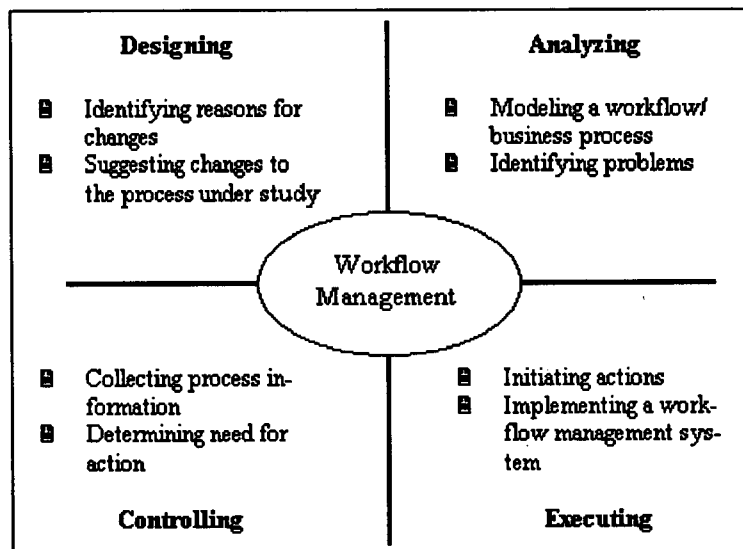 Designing
Identifying reasons for
changes
Suggesting changes to
the process under study
Analyzing
Modeling a workflow/
business process
Identifying problems
Workflow
Management
Collecting process in-
formation
Determining need for
action
Controlling
Initiating actions
Implementing a work-
flow management sys-
tem
Executing